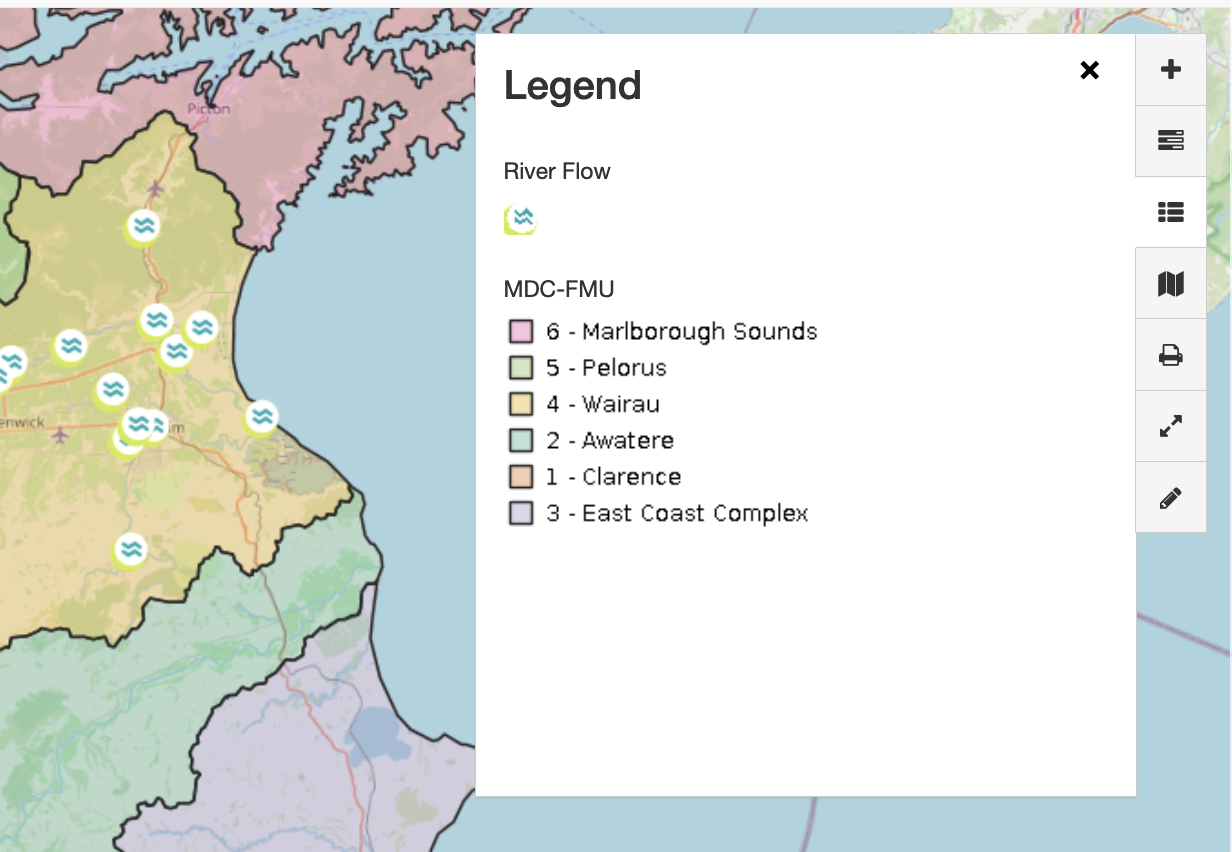 Picton
enwick
im
Legend
River Flow
MDC-FMU
6 - Marlborough Sounds
5 - Pelorus
4 - Wairau
2 - Awatere
1 - Clarence
3 - East Coast Complex